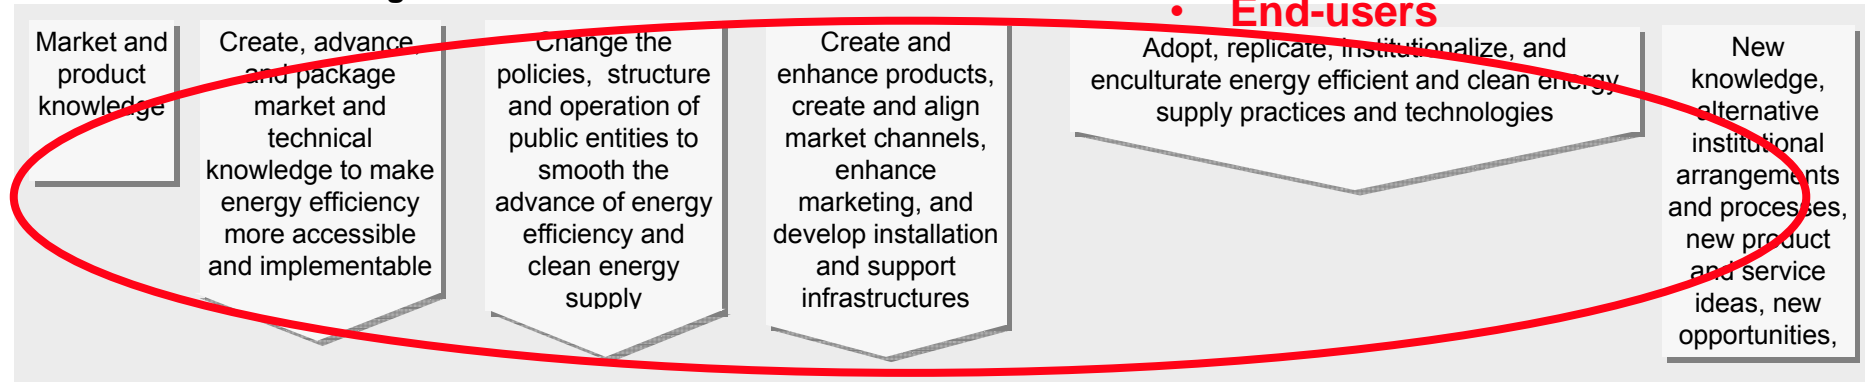 • End-users
Market and
product
knowledge
Create, advance,
and package
market and
technical
knowledge to make
energy efficiency
more accessible
and implementable
Change the
policies, structure
and operation of
public entities to
smooth the
advance of energy
efficiency and
clean energy
supply
Create and
enhance products,
create and align
market channels,
enhance
marketing, and
develop installation
and support
infrastructures
Adopt, replicate, institutionalize, and
enculturate energy efficient and clean energy
supply practices and technologies
New
knowledge,
alternative
institutional
arrangements
and processes,
new product
and service
ideas, new
opportunities,